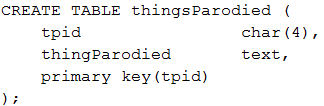 CREATE TABLE thingsParodied (
    tpid                char(4),
    thingParodied       text,
    primary key(tpid)
);